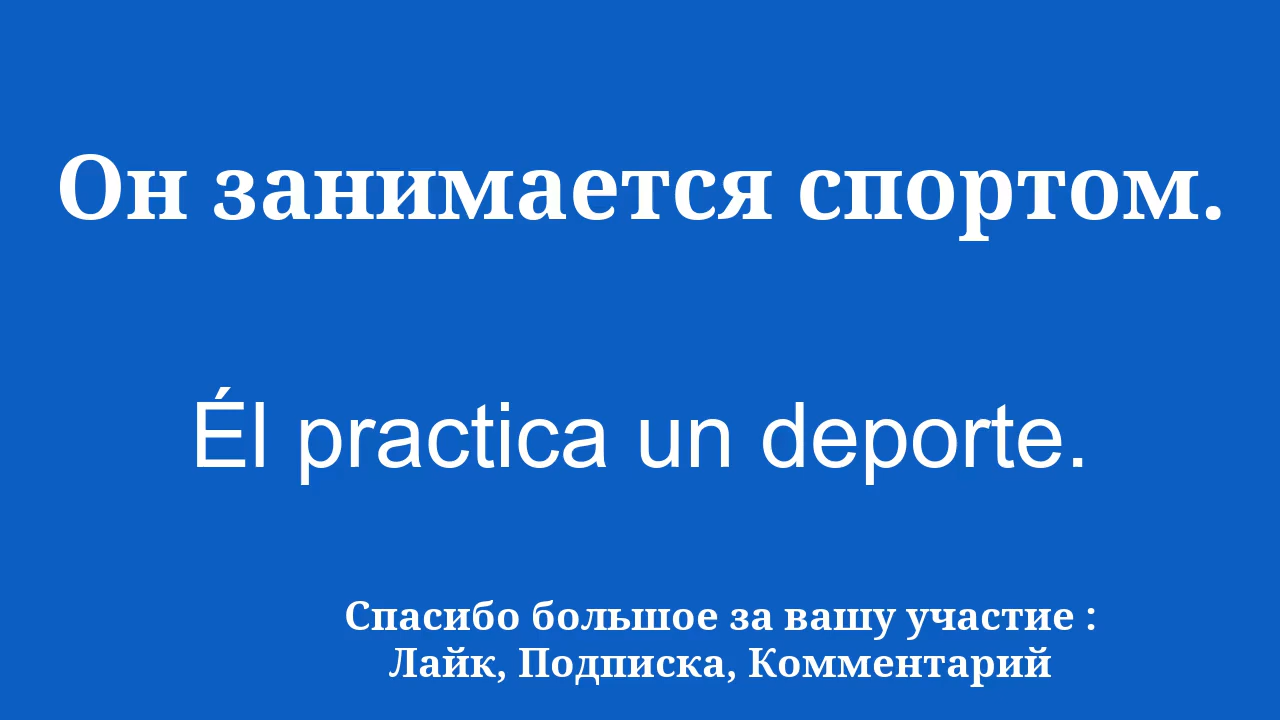 Он занимается спортом.
Él practica un deporte.
Спасибо большое за вашу участие :
Лайк, Подписка, Комментарий